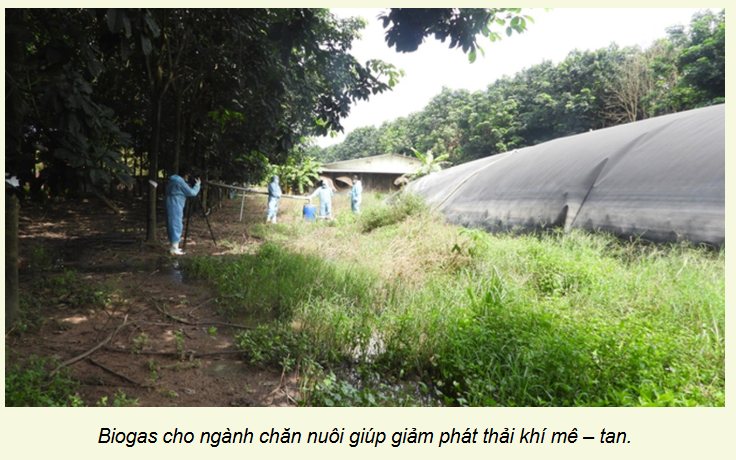 Biogas cho ngành chăn nuôi giúp giảm phát thải khí mê – tan.